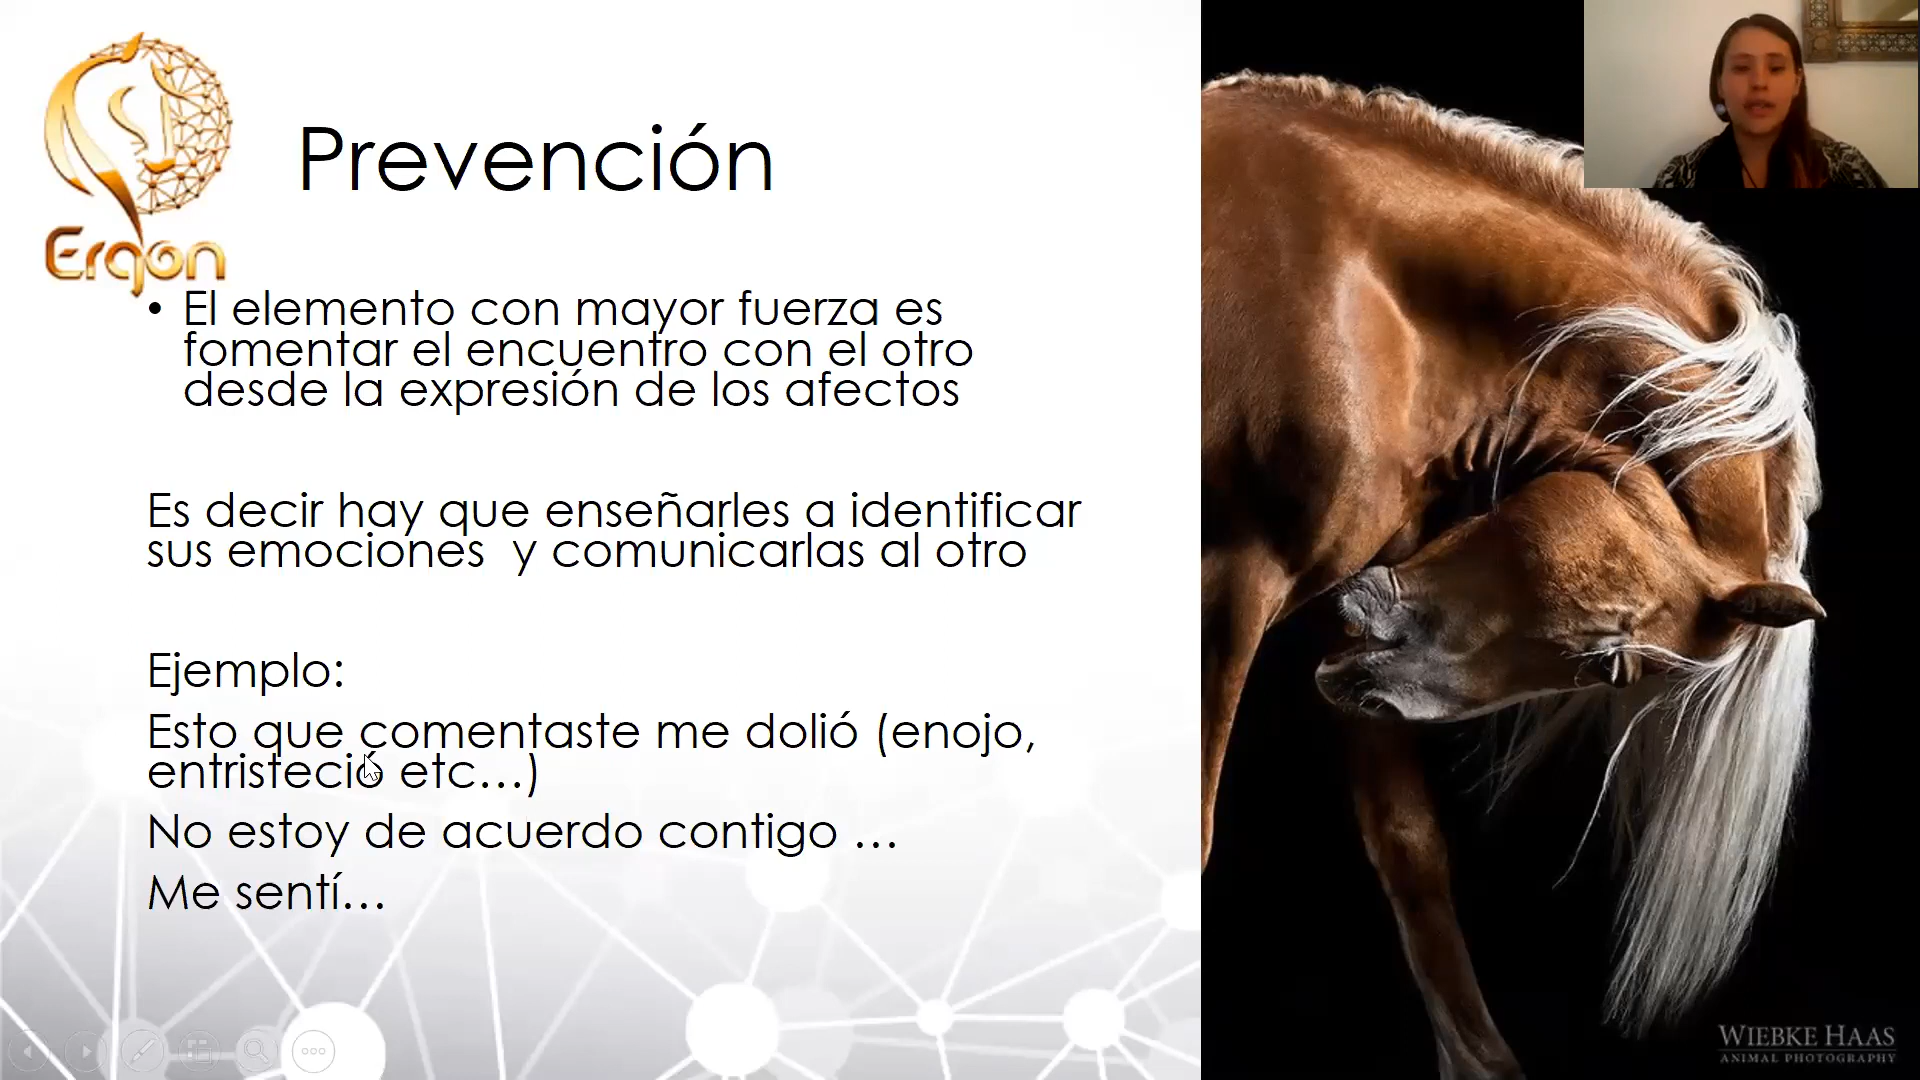 Ergon
Prevención
• El elemento con mayor fuerza es
fomentar el encuentro con el otro
desde la expresión de los afectos
Es decir hay que enseñarles a identificar
sus emociones y comunicarlas al otro
Ejemplo:
Esto que comentaste me dolió (enojo,
entristeció etc...)
No estoy de acuerdo contigo ...
Me sentí...
WIEBKE HAAS
ANIMAL PHOTOGRAPHY